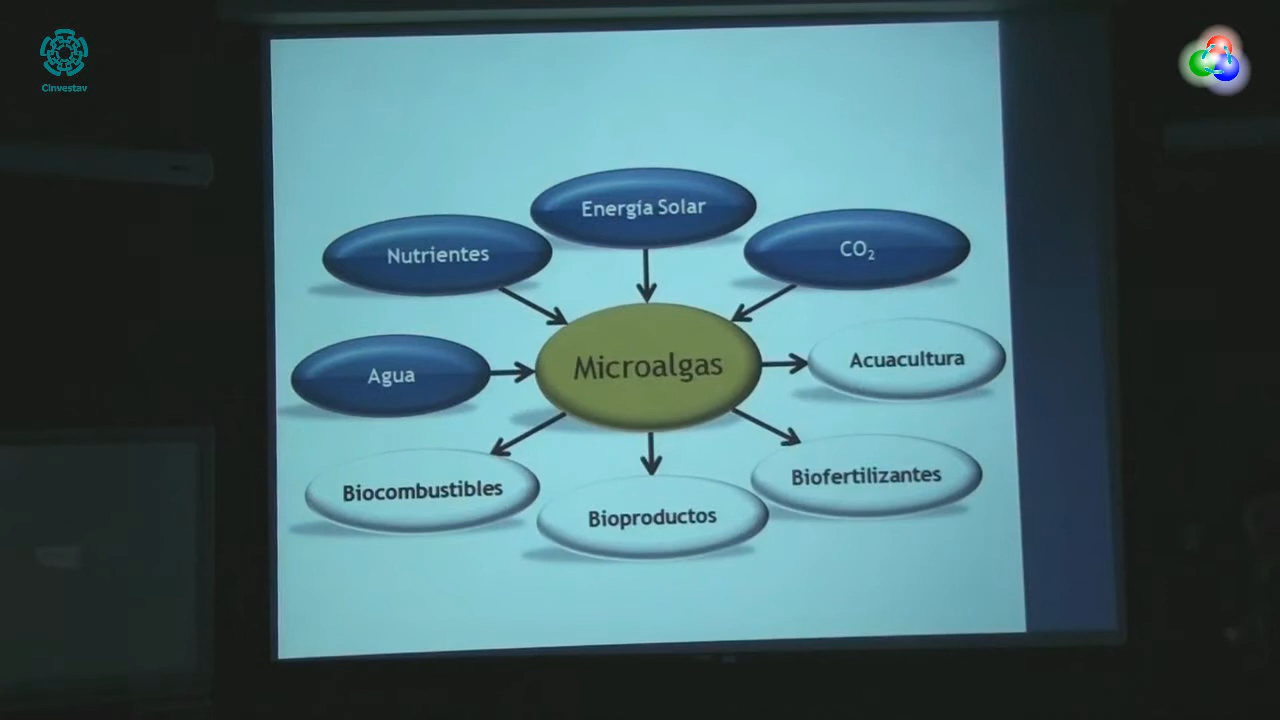 Cinvestav
Energía Solar
Nutrientes
CO₂
Microalgas
Acuacultura
Agua
Biocombustibles
Bioproductos
Biofertilizantes